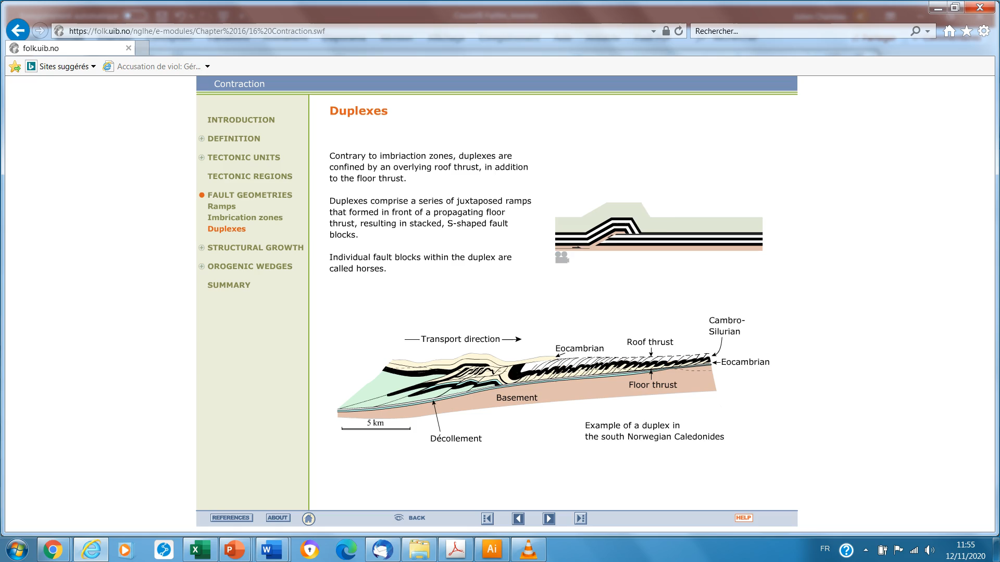 https://folk.uib.no/nglhe/e-modules/Chapter%2016/16%20Contraction.swf
Rechercher...
folk.uib.no
Sites suggérés
Accusation de viol: Gér...
Contraction
INTRODUCTION
DEFINITION
TECTONIC UNITS
TECTONIC REGIONS
FAULT GEOMETRIES
Ramps
Imbrication zones
Duplexes
STRUCTURAL GROWTH
OROGENIC WEDGES
SUMMARY
Duplexes
Contrary to imbriaction zones, duplexes are
confined by an overlying roof thrust, in addition
to the floor thrust.
Duplexes comprise a series of juxtaposed ramps
that formed in front of a propagating floor
thrust, resulting in stacked, S-shaped fault
blocks.
Individual fault blocks within the duplex are
called horses.
Cambro-
Silurian
Transport direction
Roof thrust
Eocambrian
Eocambrian
Floor thrust
Basement
5 km
Décollement
Example of a duplex in
the south Norwegian Caledonides
REFERENCES
ABOUT
BACK
HELP
FR
11:55
12/11/2020